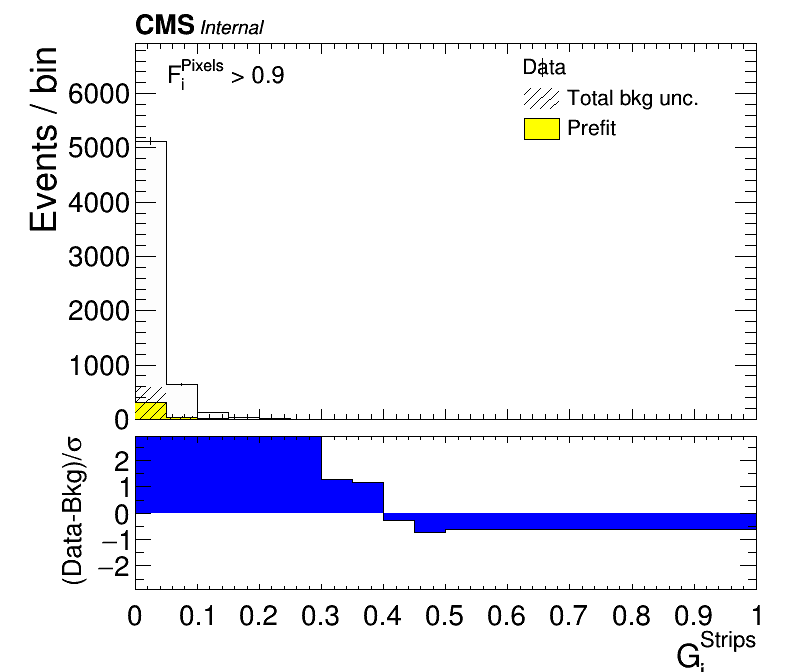 CMS Internal
F_i^Pixels > 0.9
Data
Total bkg unc.
Prefit
Events / bin
6000
5000
4000
3000
2000
1000
0
(Data-Bkg)/σ
2
1
0
−1
−2
0 0.1 0.2 0.3 0.4 0.5 0.6 0.7 0.8 0.9 1
G_i^Strips